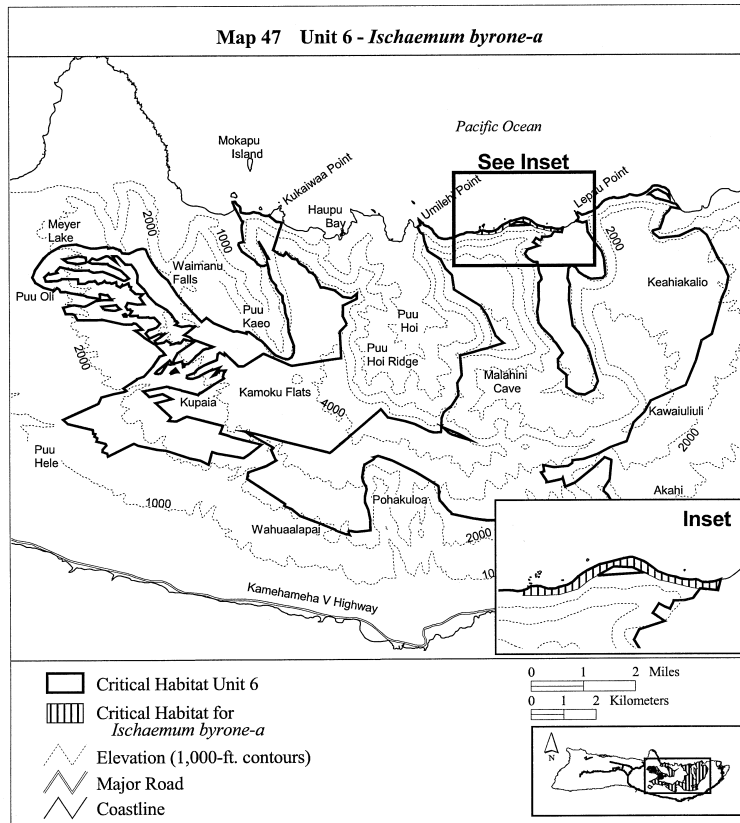 Map 47 Unit 6 - Ischaemum byrone-a
Pacific Ocean
Mokapu
Island
See Inset
Kukaiwaa Point
Umilehi Point
Lepau Point
Haupu
Bay
Meyer
Lake
2000
1000
2000
Waimanu
Falls
Keahiakalio
Puu Oli
Puu
Kaeo
Puu
Hoi
Puu
Hoi Ridge
2000
Malahini
Cave
Kamoku Flats
Kupaia
4000
Kawaiuliuli
2000
Puu
Hele
Akahi
Pohakuloa
1000
Wahuaalapai
2000
10
Inset
Kamehameha V Highway
Critical Habitat Unit 6
Critical Habitat for
Ischaemum byrone-a
Elevation (1,000-ft. contours)
Major Road
Coastline
0 1 2 Miles
0 1 2 Kilometers
N